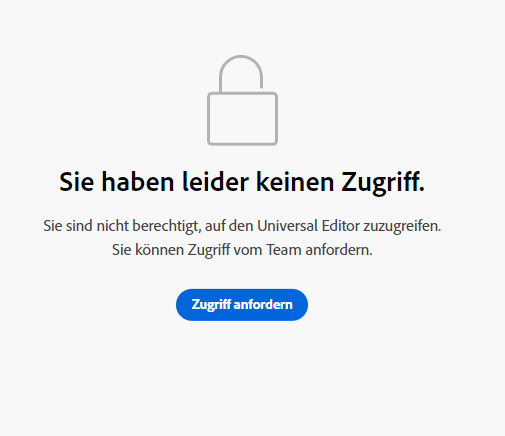 Sie haben leider keinen Zugriff.
Sie sind nicht berechtigt, auf den Universal Editor zuzugreifen.
Sie können Zugriff vom Team anfordern.
Zugriff anfordern